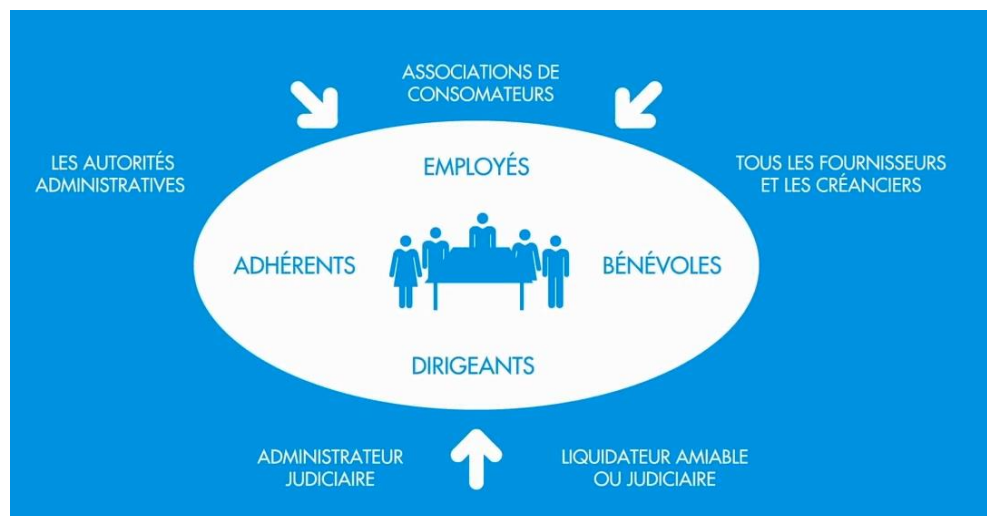 ASSOCIATIONS DE
CONSOMATEURS
LES AUTORITÉS
ADMINISTRATIVES
TOUS LES FOURNISSEURS
ET LES CRÉANCIERS
EMPLOYÉS
ADHÉRENTS
BÉNÉVOLES
DIRIGEANTS
ADMINISTRATEUR
JUDICIAIRE
LIQUIDATEUR AMIABLE
OU JUDICIAIRE